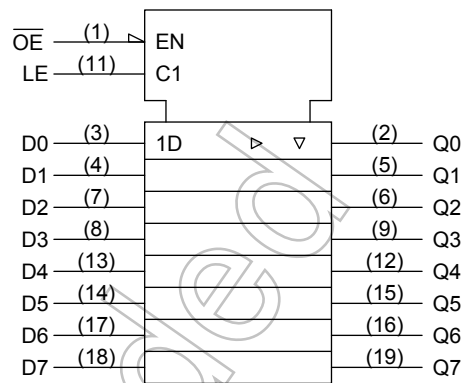 OE (1) EN
LE (11) C1
D0 (3) 1D (2) Q0
D1 (4) (5) Q1
D2 (7) (6) Q2
D3 (8) (9) Q3
D4 (13) (12) Q4
D5 (14) (15) Q5
D6 (17) (16) Q6
D7 (18) (19) Q7
ded